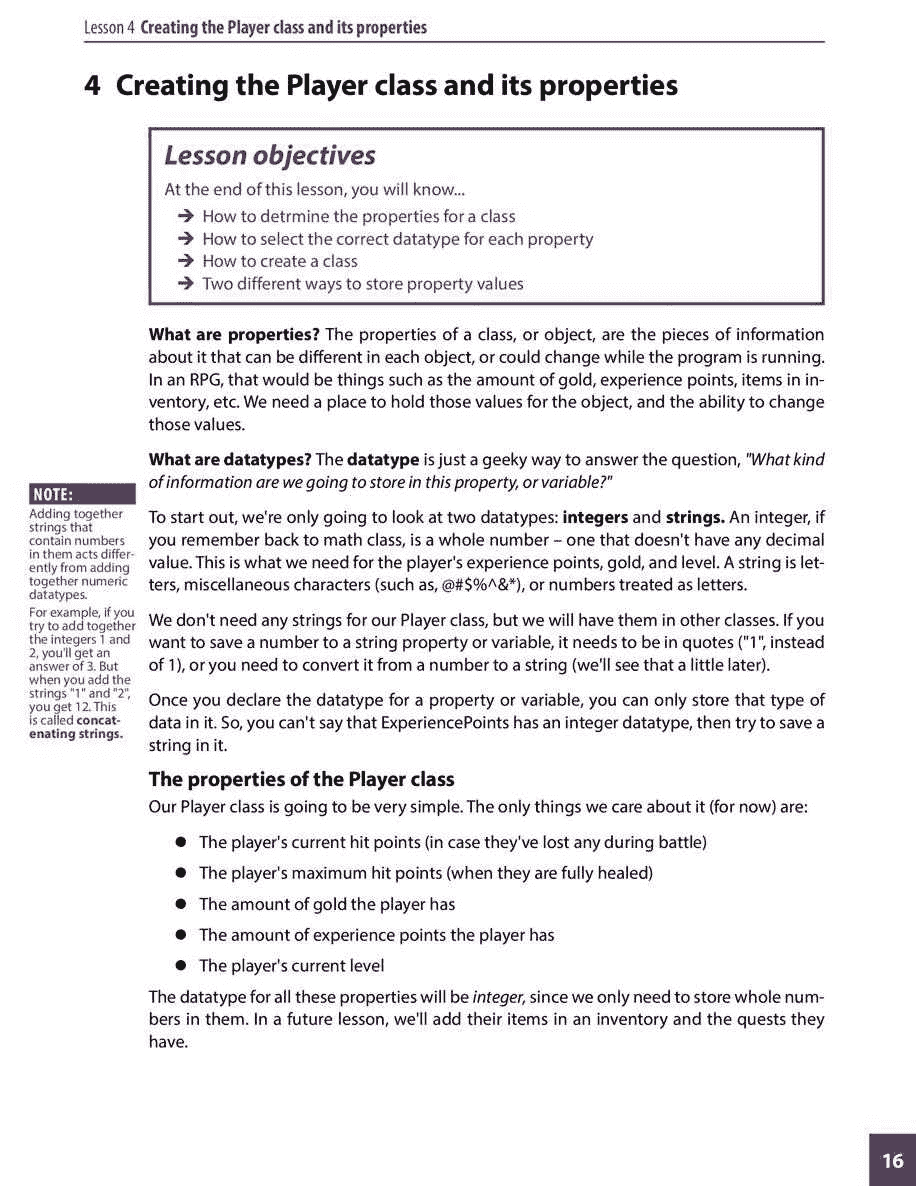 Lesson 4 Creating the Player class and its properties
4 Creating the Player class and its properties
Lesson objectives
At the end of this lesson, you will know...
➔ How to detrmine the properties for a class
➔ How to select the correct datatype for each property
➔ How to create a class
➔ Two different ways to store property values
What are properties? The properties of a class, or object, are the pieces of information
about it that can be different in each object, or could change while the program is running.
In an RPG, that would be things such as the amount of gold, experience points, items in in-
ventory, etc. We need a place to hold those values for the object, and the ability to change
those values.
What are datatypes? The datatype is just a geeky way to answer the question, "What kind
of information are we going to store in this property, or variable?"
NOTE:
Adding together
strings that
contain numbers
in them acts differ-
ently from adding
together numeric
datatypes.
For example, if you
try to add together
the integers 1 and
2, you'll get an
answer of 3. But
when you add the
strings "1" and "2",
you get 12. This
is called concat-
enating strings.
To start out, we're only going to look at two datatypes: integers and strings. An integer, if
you remember back to math class, is a whole number – one that doesn't have any decimal
value. This is what we need for the player's experience points, gold, and level. A string is let-
ters, miscellaneous characters (such as, @#$%^&*), or numbers treated as letters.
We don't need any strings for our Player class, but we will have them in other classes. If you
want to save a number to a string property or variable, it needs to be in quotes ("1", instead
of 1), or you need to convert it from a number to a string (we'll see that a little later).
Once you declare the datatype for a property or variable, you can only store that type of
data in it. So, you can't say that ExperiencePoints has an integer datatype, then try to save a
string in it.
The properties of the Player class
Our Player class is going to be very simple. The only things we care about it (for now) are:
● The player's current hit points (in case they've lost any during battle)
● The player's maximum hit points (when they are fully healed)
● The amount of gold the player has
● The amount of experience points the player has
● The player's current level
The datatype for all these properties will be integer, since we only need to store whole num-
bers in them. In a future lesson, we'll add their items in an inventory and the quests they
have.
16